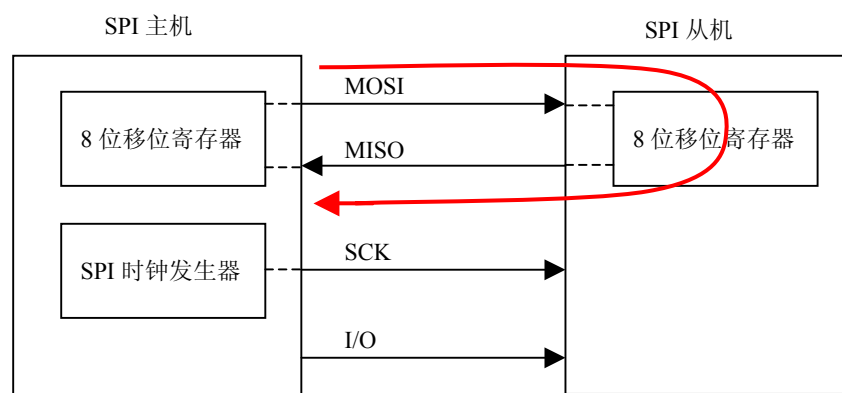 SPI 主机
SPI 从机
MOSI
8 位移位寄存器
8 位移位寄存器
MISO
SCK
SPI 时钟发生器
I/O